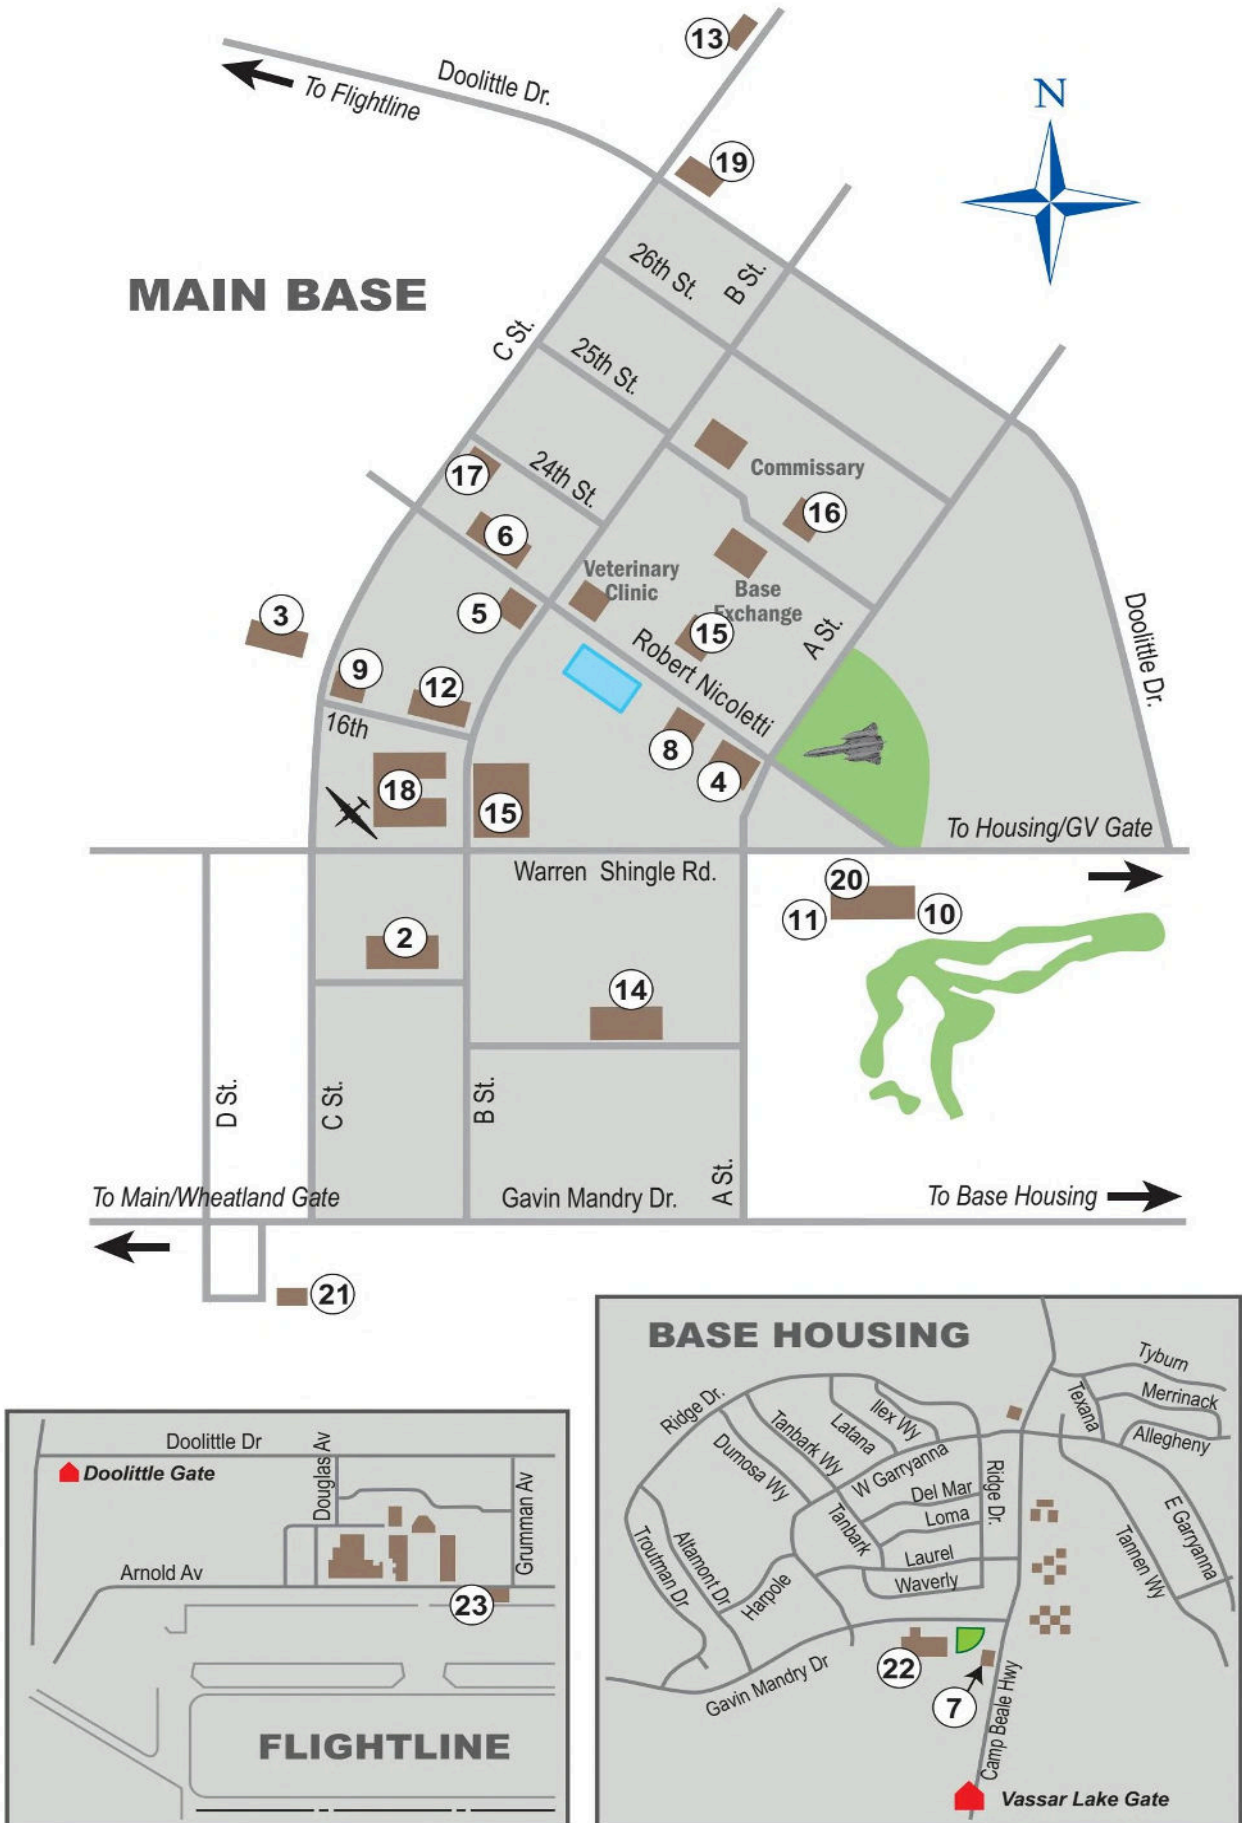 13
Doolittle Dr.
To Flightline
N
19
MAIN BASE
26th St.
B St.
C St.
25th St.
24th St.
17
Commissary
16
6
Veterinary
Clinic
Base
Exchange
5
3
15
Robert Nicoletti
A St.
Doolittle Dr.
9
12
16th
8
4
18
15
To Housing/GV Gate
Warren Shingle Rd.
20
11
10
2
14
D St.
C St.
B St.
A St.
To Main/Wheatland Gate
Gavin Mandry Dr.
To Base Housing
21
BASE HOUSING
Tyburn
Merrinack
Texana
Allegheny
Ridge Dr.
Ilex Wy
Latana
Tanbark Wy
Dumosa Wy
W Garryanna
Ridge Dr.
Del Mar
Loma
Tanbark
Laurel
Waverly
E Garryanna
Tannen Wy
Troutman Dr
Altamont Dr
Harpole
22
Gavin Mandry Dr
7
Camp Beale Hwy
Vassar Lake Gate
Doolittle Dr
Doolittle Gate
Douglas Av
Grumman Av
Arnold Av
23
FLIGHTLINE